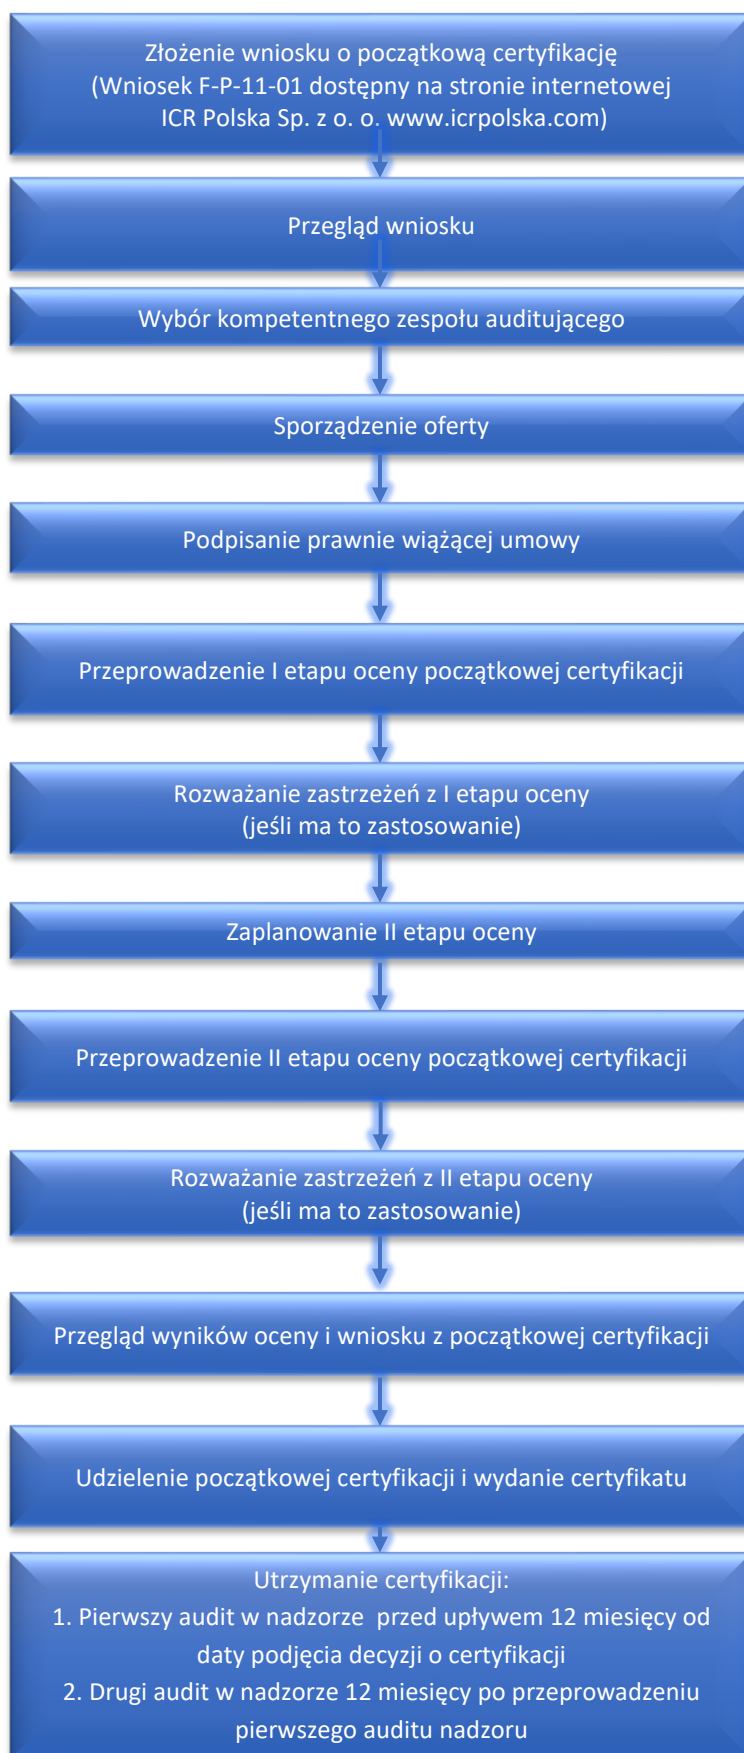 Złożenie wniosku o początkową certyfikację
(Wniosek F-P-11-01 dostępny na stronie internetowej
ICR Polska Sp. z o. o. www.icrpolska.com)
Przegląd wniosku
Wybór kompetentnego zespołu auditującego
Sporządzenie oferty
Podpisanie prawnie wiążącej umowy
Przeprowadzenie I etapu oceny początkowej certyfikacji
Rozważanie zastrzeżeń z I etapu oceny
(jeśli ma to zastosowanie)
Zaplanowanie II etapu oceny
Przeprowadzenie II etapu oceny początkowej certyfikacji
Rozważanie zastrzeżeń z II etapu oceny
(jeśli ma to zastosowanie)
Przegląd wyników oceny i wniosku z początkowej certyfikacji
Udzielenie początkowej certyfikacji i wydanie certyfikatu
Utrzymanie certyfikacji:
1. Pierwszy audit w nadzorze przed upływem 12 miesięcy od
daty podjęcia decyzji o certyfikacji
2. Drugi audit w nadzorze 12 miesięcy po przeprowadzeniu
pierwszego auditu nadzoru